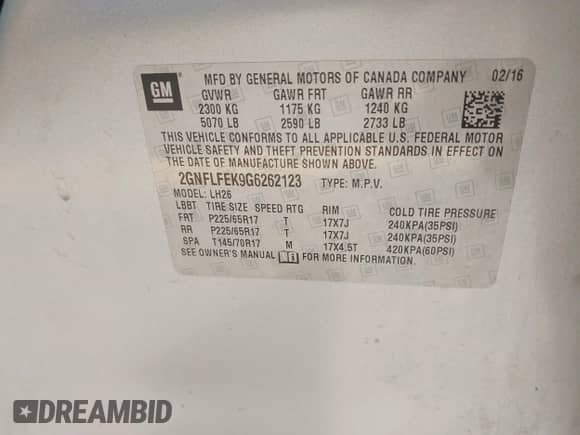 GM MFD BY GENERAL MOTORS OF CANADA COMPANY 02/16
GVWR GAWR FRT GAWR RR
2300 KG 1175 KG 1240 KG
5070 LB 2590 LB 2733 LB
THIS VEHICLE CONFORMS TO ALL APPLICABLE U.S. FEDERAL MOTOR
VEHICLE SAFETY AND THEFT PREVENTION STANDARDS IN EFFECT ON
THE DATE OF MANUFACTURE SHOWN ABOVE.
2GNFLFEK9G6262123 TYPE: M.P.V.
MODEL: LH26
LBBT TIRE SIZE SPEED RTG RIM COLD TIRE PRESSURE
FRT P225/65R17 T 17X7J 240KPA(35PSI)
RR P225/65R17 T 17X7J 240KPA(35PSI)
SPA T145/70R17 M 17X4.5T 420KPA(60PSI)
SEE OWNER'S MANUAL FOR MORE INFORMATION.
DREAMBID